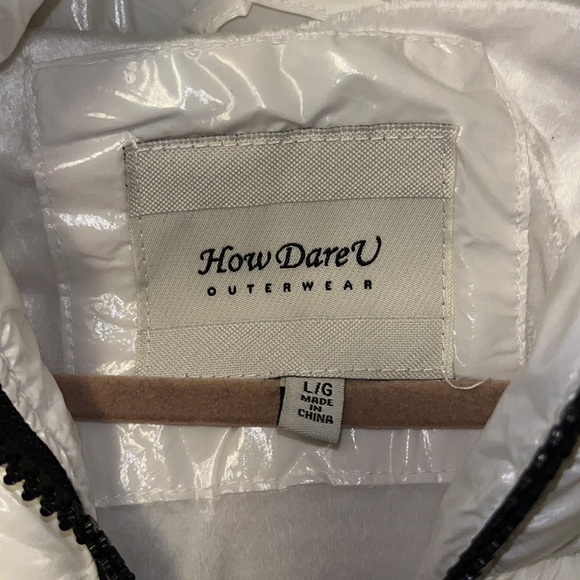 How Dare U
OUTERWEAR
L/G
MADE
IN
CHINA